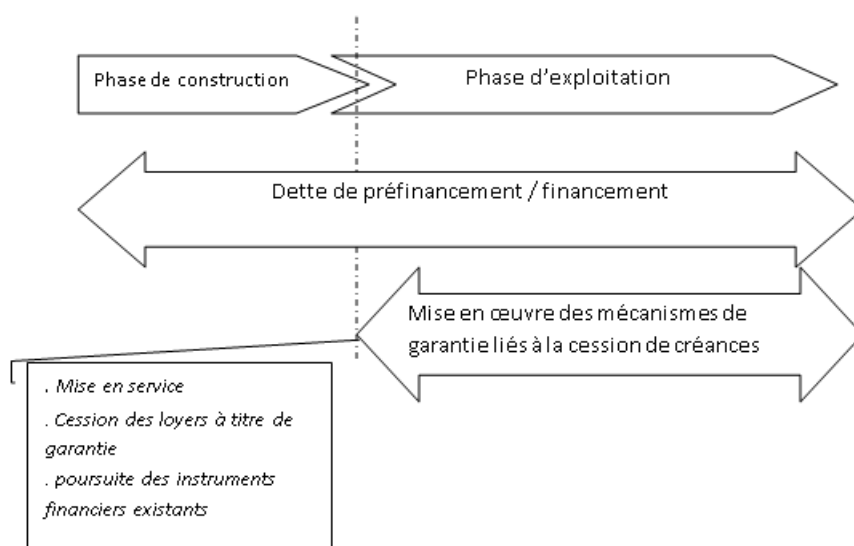 Phase de construction
Phase d'exploitation
Dette de préfinancement / financement
Mise en œuvre des mécanismes de
garantie liés à la cession de créances
. Mise en service
. Cession des loyers à titre de
garantie
. poursuite des instruments
financiers existants